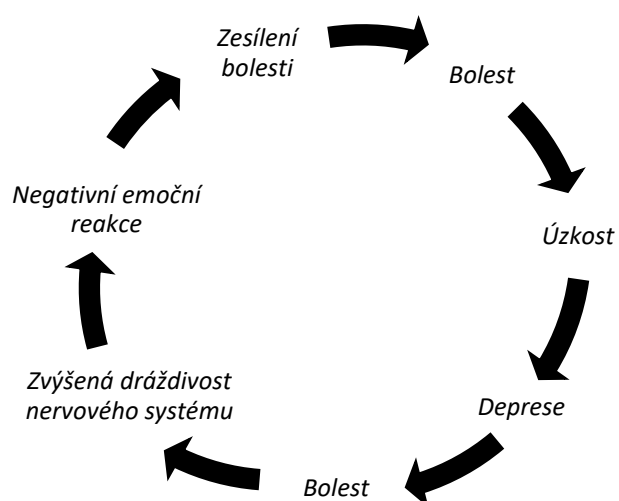 Zesílení
bolesti
Bolest
Úzkost
Deprese
Bolest
Zvýšená dráždivost
nervového systému
Negativní emoční
reakce